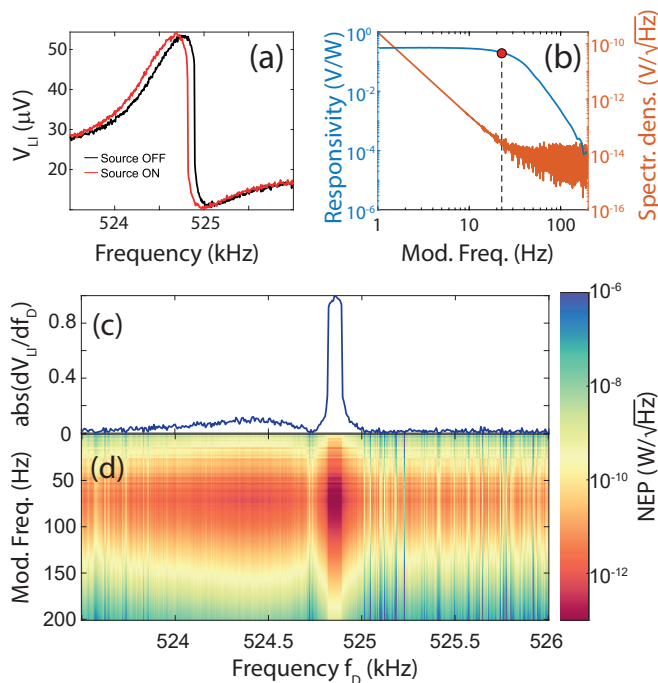 (a)
50
40
30
20
V_LI (μV)
Source OFF
Source ON
524
525
Frequency (kHz)
(b)
10^0
10^-2
10^-4
10^-6
Responsivity (V/W)
10^-10
10^-12
10^-14
10^-16
Spectr. dens. (V/√Hz)
1
10
100
Mod. Freq. (Hz)
(c)
0.8
0.4
0
abs(dV_LI/df_D)
(d)
50
100
150
200
Mod. Freq. (Hz)
524
524.5
525
525.5
526
Frequency f_D (kHz)
10^-6
10^-8
10^-10
10^-12
NEP (W/√Hz)